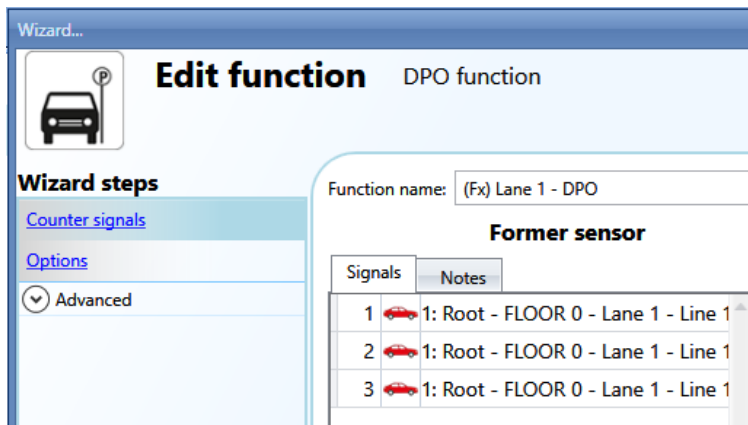 Wizard...
Edit function DPO function
Wizard steps
Counter signals
Options
Advanced
Function name: (Fx) Lane 1 - DPO
Former sensor
Signals Notes
1 1: Root - FLOOR 0 - Lane 1 - Line 1
2 1: Root - FLOOR 0 - Lane 1 - Line 1
3 1: Root - FLOOR 0 - Lane 1 - Line 1